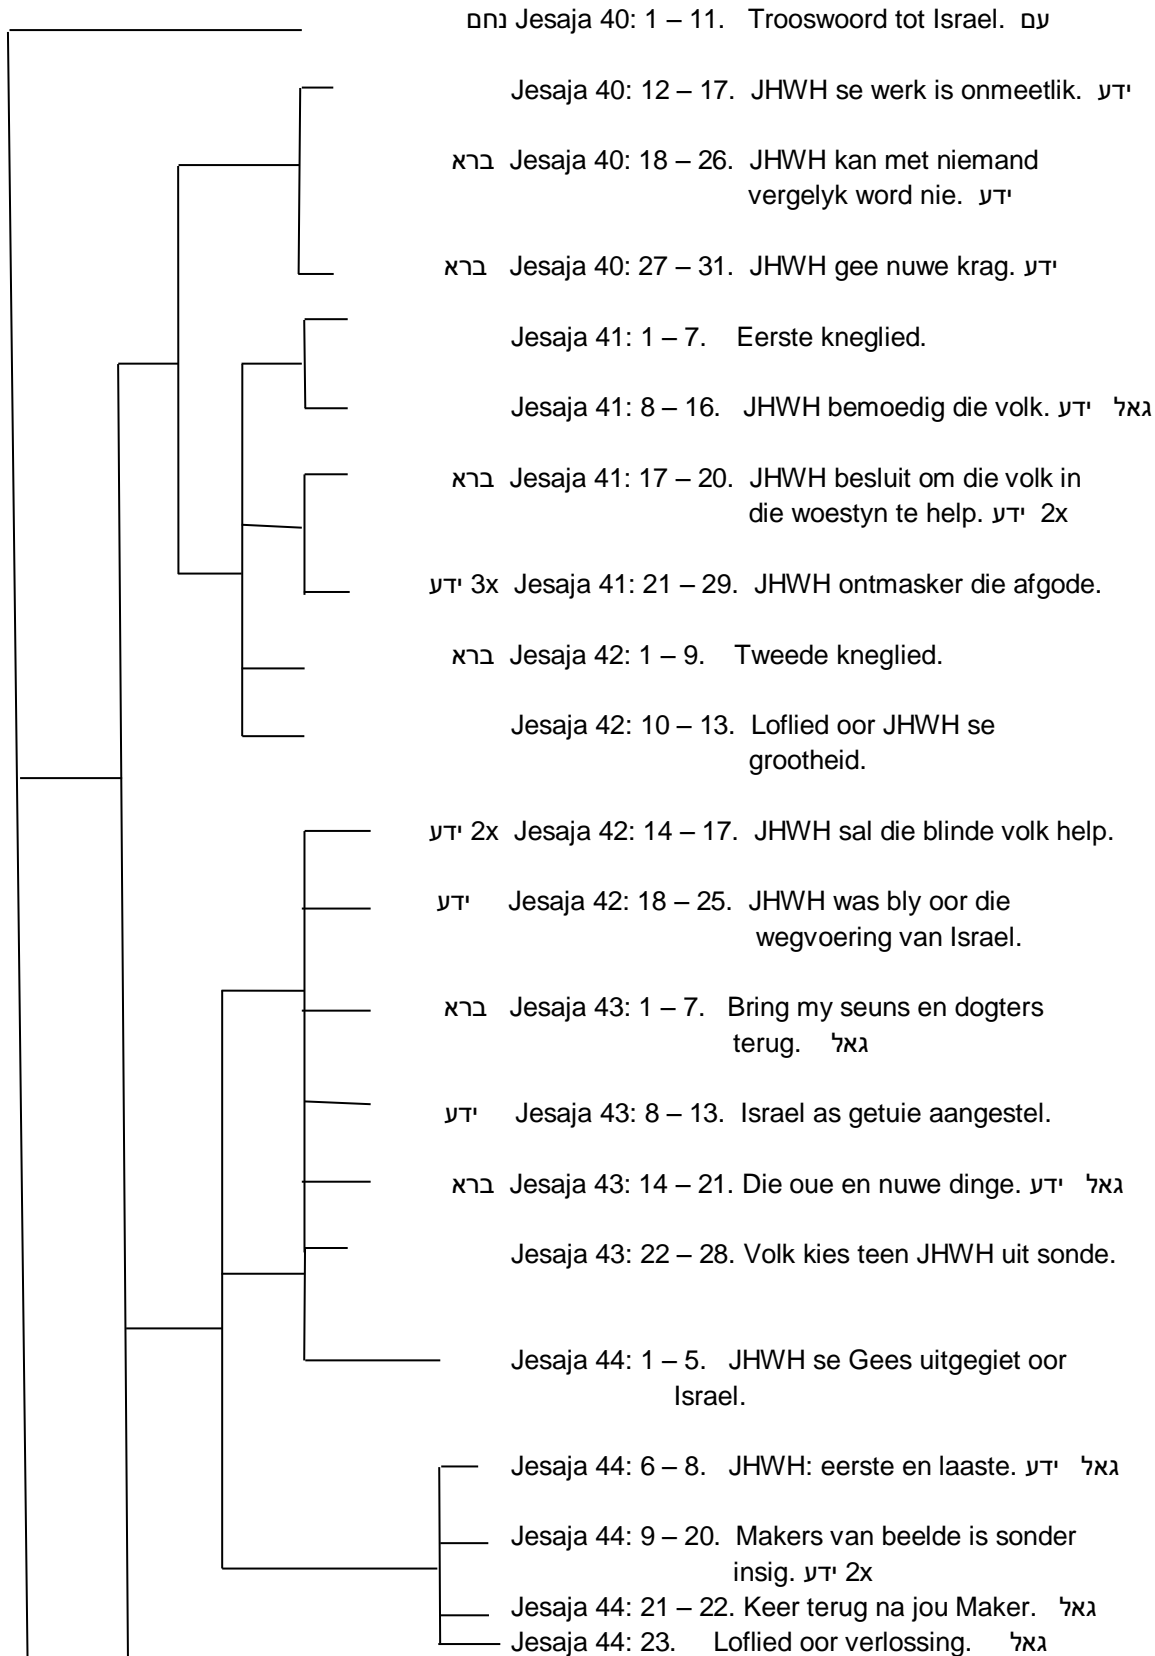 נחם Jesaja 40: 1 – 11. Trooswoord tot Israel. עם
Jesaja 40: 12 – 17. JHWH se werk is onmeetlik. ידע
ברא Jesaja 40: 18 – 26. JHWH kan met niemand
vergelyk word nie. ידע
ברא Jesaja 40: 27 – 31. JHWH gee nuwe krag. ידע
Jesaja 41: 1 – 7. Eerste kneglied.
Jesaja 41: 8 – 16. JHWH bemoedig die volk. ידע גאל
ברא Jesaja 41: 17 – 20. JHWH besluit om die volk in
die woestyn te help. ידע 2x
ידע 3x Jesaja 41: 21 – 29. JHWH ontmasker die afgode.
ברא Jesaja 42: 1 – 9. Tweede kneglied.
Jesaja 42: 10 – 13. Loflied oor JHWH se
grootheid.
ידע 2x Jesaja 42: 14 – 17. JHWH sal die blinde volk help.
ידע Jesaja 42: 18 – 25. JHWH was bly oor die
wegvoering van Israel.
ברא Jesaja 43: 1 – 7. Bring my seuns en dogters
terug. גאל
ידע Jesaja 43: 8 – 13. Israel as getuie aangestel.
ברא Jesaja 43: 14 – 21. Die oue en nuwe dinge. ידע גאל
Jesaja 43: 22 – 28. Volk kies teen JHWH uit sonde.
Jesaja 44: 1 – 5. JHWH se Gees uitgegiet oor
Israel.
Jesaja 44: 6 – 8. JHWH: eerste en laaste. ידע גאל
Jesaja 44: 9 – 20. Makers van beelde is sonder
insig. ידע 2x
Jesaja 44: 21 – 22. Keer terug na jou Maker. גאל
Jesaja 44: 23. Loflied oor verlossing. גאל